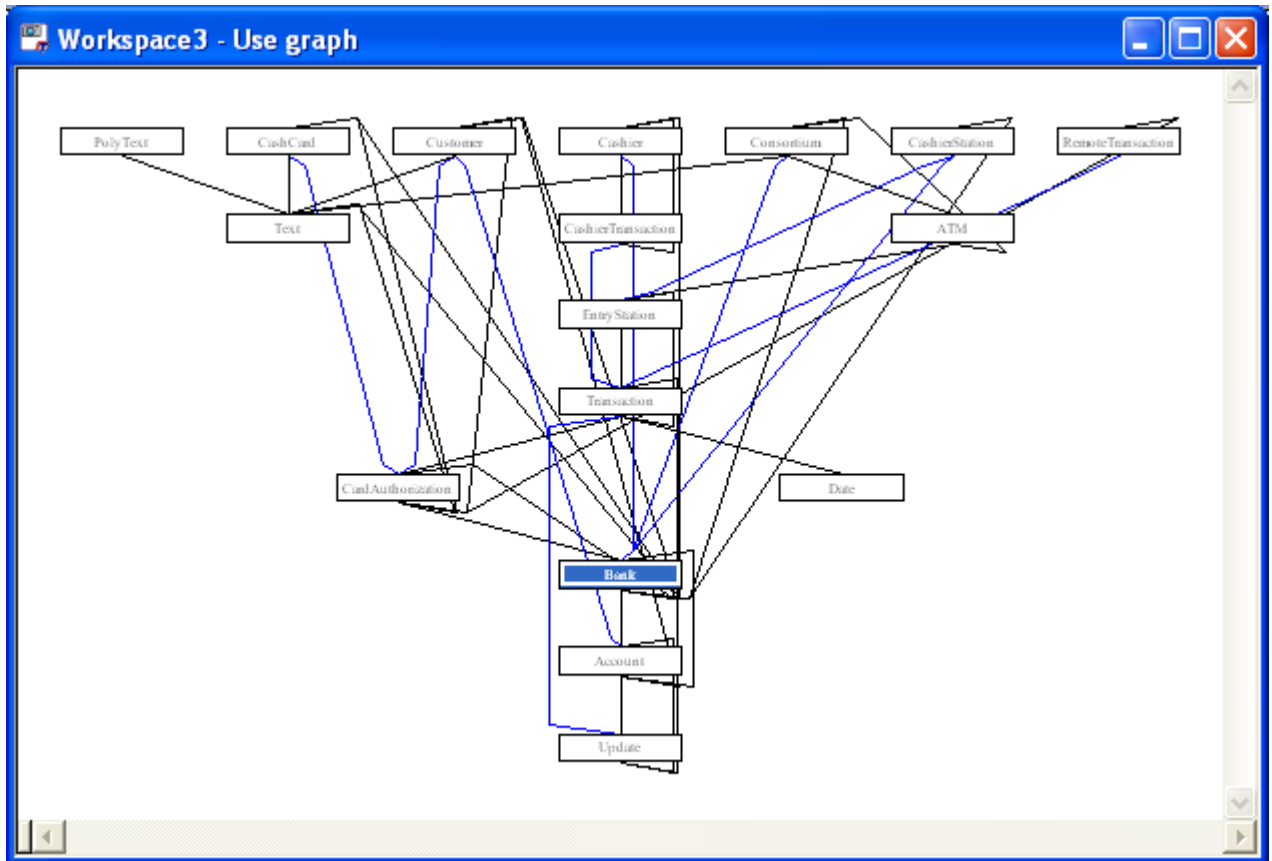 Workspace3 - Use graph
PolyText
CashCard
Customer
Cashier
Consortium
CashierStation
RemoteTransaction
Text
CashierTransaction
ATM
EntryStation
Transaction
CardAuthorization
Date
Bank
Account
Update